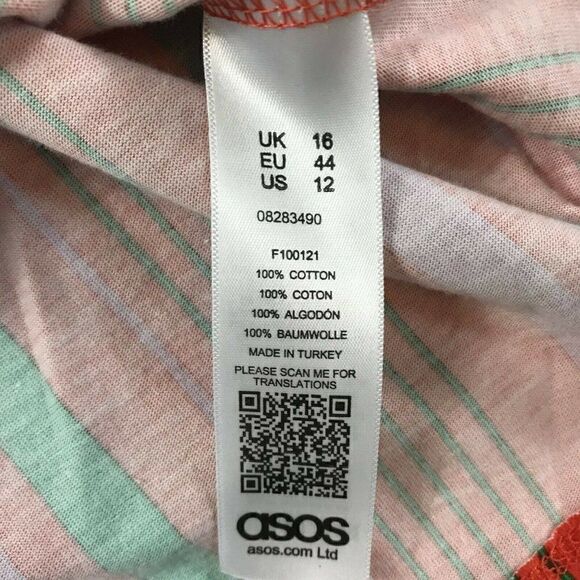 UK 16
EU 44
US 12
08283490
F100121
100% COTTON
100% COTON
100% ALGODÓN
100% BAUMWOLLE
MADE IN TURKEY
PLEASE SCAN ME FOR
TRANSLATIONS
asos
asos.com Ltd